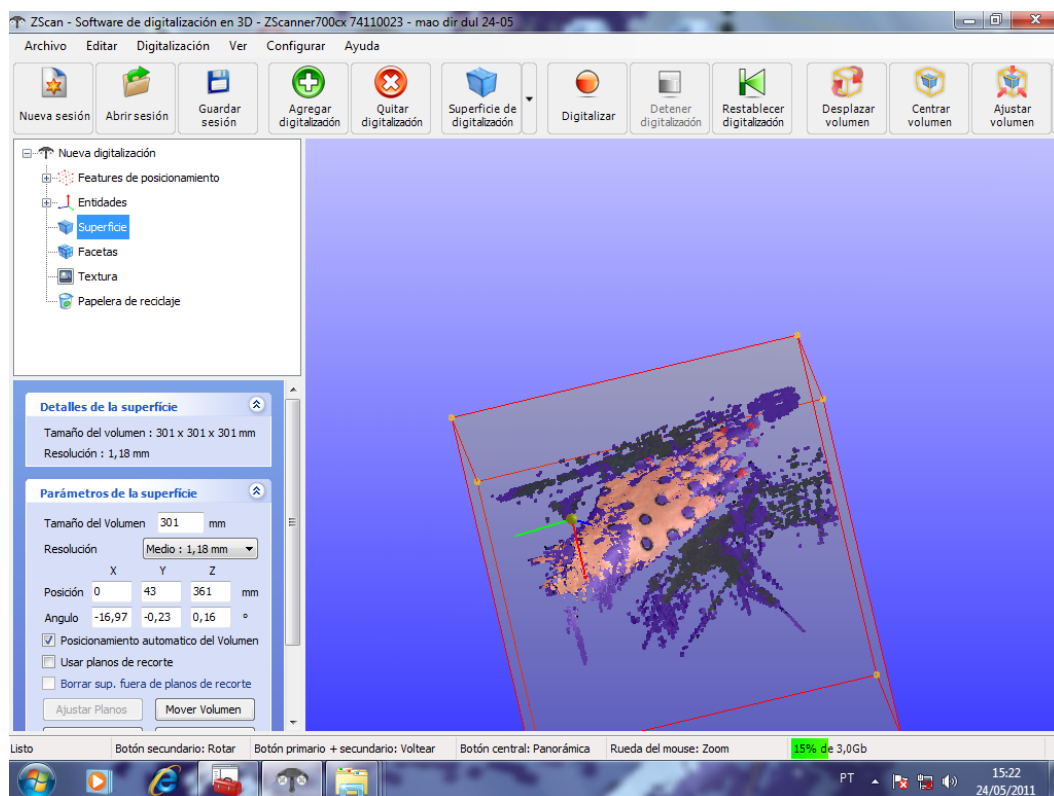 ZScan - Software de digitalización en 3D - ZScanner700cx 74110023 - mao dir dul 24-05
Archivo Editar Digitalización Ver Configurar Ayuda
Nueva sesión
Abrir sesión
Guardar
sesión
Agregar
digitalización
Quitar
digitalización
Superficie de
digitalización
Digitalizar
Detener
digitalización
Restablecer
digitalización
Desplazar
volumen
Centrar
volumen
Ajustar
volumen
Nueva digitalización
Features de posicionamiento
Entidades
Superficie
Facetas
Textura
Papelera de reciclaje
Detalles de la superfície
Tamaño del volumen : 301 x 301 x 301 mm
Resolución : 1,18 mm
Parámetros de la superfície
Tamaño del Volumen 301 mm
Resolución Medio : 1,18 mm
X Y Z
Posición 0 43 361 mm
Angulo -16,97 -0,23 0,16 °
Posicionamiento automatico del Volumen
Usar planos de recorte
Borrar sup. fuera de planos de recorte
Ajustar Planos Mover Volumen
Listo Botón secundario: Rotar Botón primario + secundario: Voltear Botón central: Panorámica Rueda del mouse: Zoom 15% de 3,0Gb
PT 15:22
24/05/2011